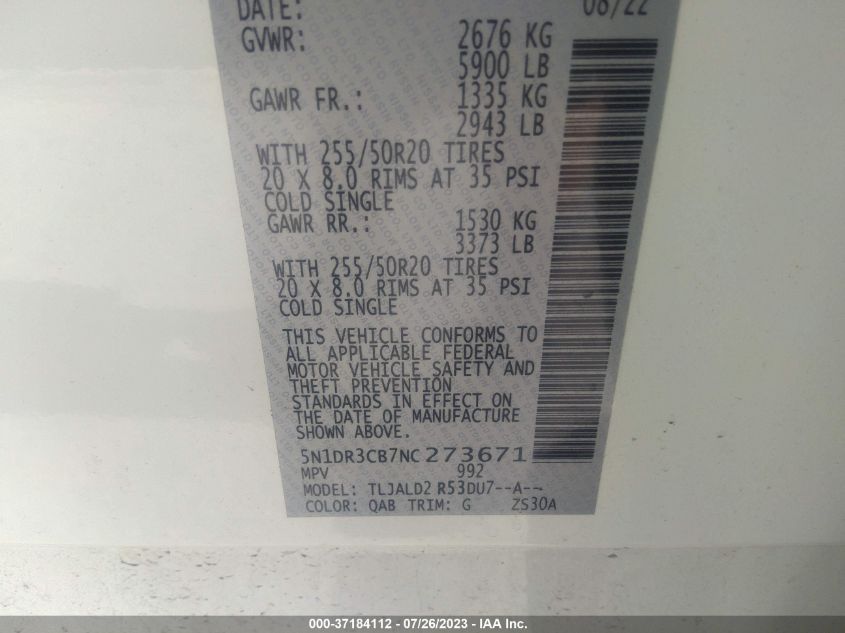 DATE: 08/22
GVWR: 2676 KG
5900 LB
GAWR FR.: 1335 KG
2943 LB
WITH 255/50R20 TIRES
20 X 8.0 RIMS AT 35 PSI
COLD SINGLE
GAWR RR.: 1530 KG
3373 LB
WITH 255/50R20 TIRES
20 X 8.0 RIMS AT 35 PSI
COLD SINGLE
THIS VEHICLE CONFORMS TO
ALL APPLICABLE FEDERAL
MOTOR VEHICLE SAFETY AND
THEFT PREVENTION
STANDARDS IN EFFECT ON
THE DATE OF MANUFACTURE
SHOWN ABOVE.
5N1DR3CB7NC273671
MPV 992
MODEL: TLJALD2 R53DU7--A--
COLOR: QAB TRIM: G ZS30A
000-37184112 - 07/26/2023 - IAA Inc.